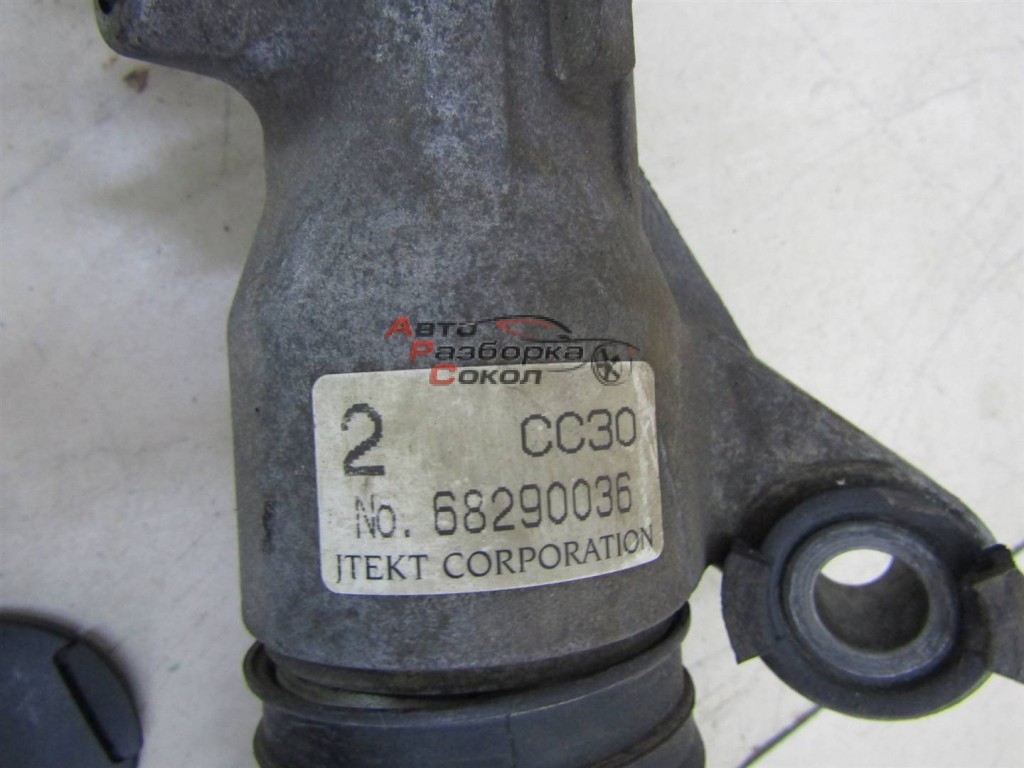 Авто
Разборка
Сокол
2 CC30
No. 68290036
JTEKT CORPORATION